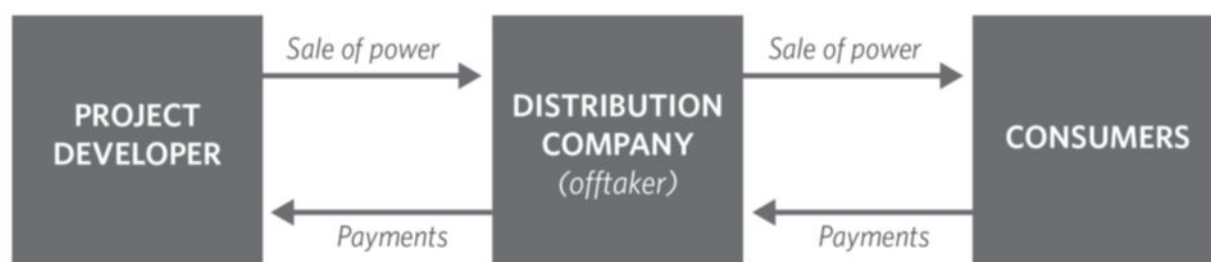 Sale of power
Sale of power
PROJECT
DEVELOPER
DISTRIBUTION
COMPANY
(offtaker)
CONSUMERS
Payments
Payments